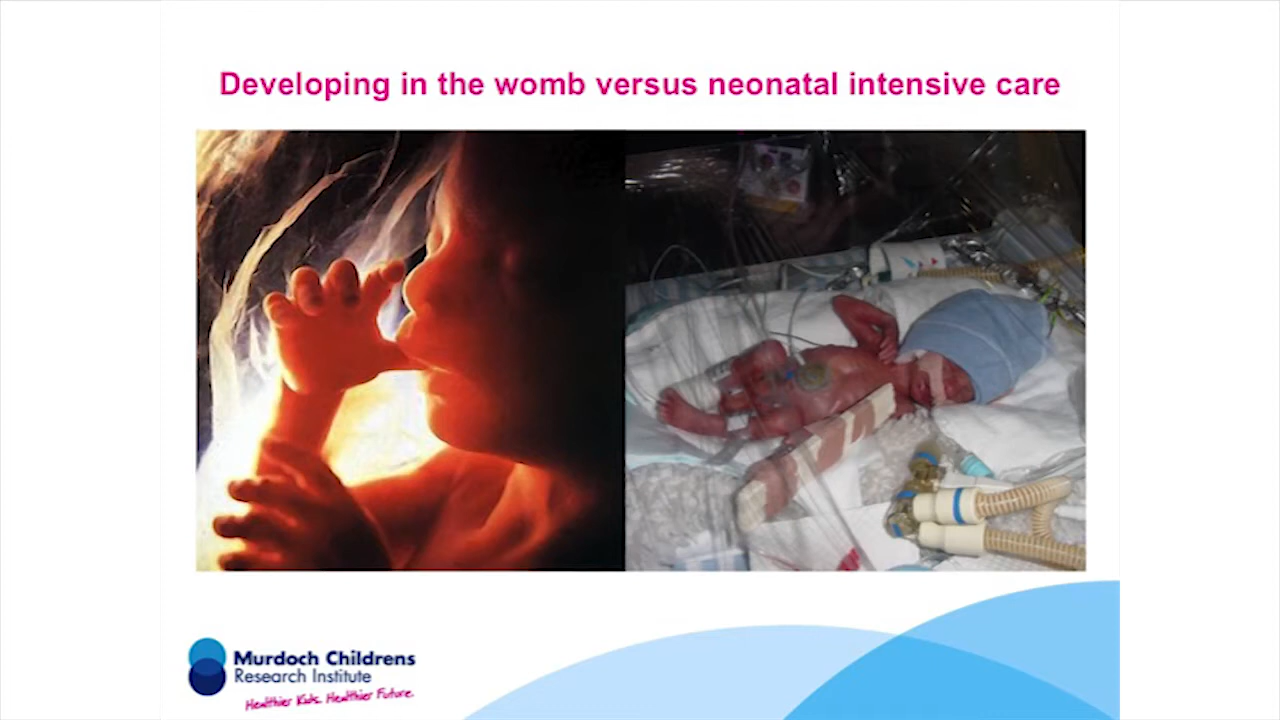 Developing in the womb versus neonatal intensive care
Murdoch Childrens
Research Institute
Healthier Kids. Healthier Future.